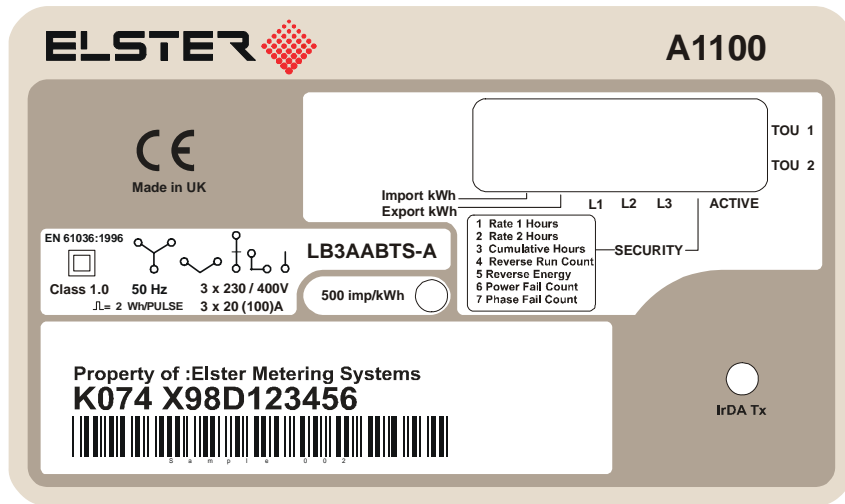 ELSTER
A1100
CE
Made in UK
TOU 1
TOU 2
Import kWh
Export kWh
L1 L2 L3 ACTIVE
1 Rate 1 Hours
2 Rate 2 Hours
3 Cumulative Hours
4 Reverse Run Count
5 Reverse Energy
6 Power Fail Count
7 Phase Fail Count
SECURITY
EN 61036:1996
Class 1.0 50 Hz 3 x 230 / 400V
= 2 Wh/PULSE 3 x 20 (100)A
LB3AABTS-A
500 imp/kWh
Property of :Elster Metering Systems
K074 X98D123456
Sample 002
IrDA Tx